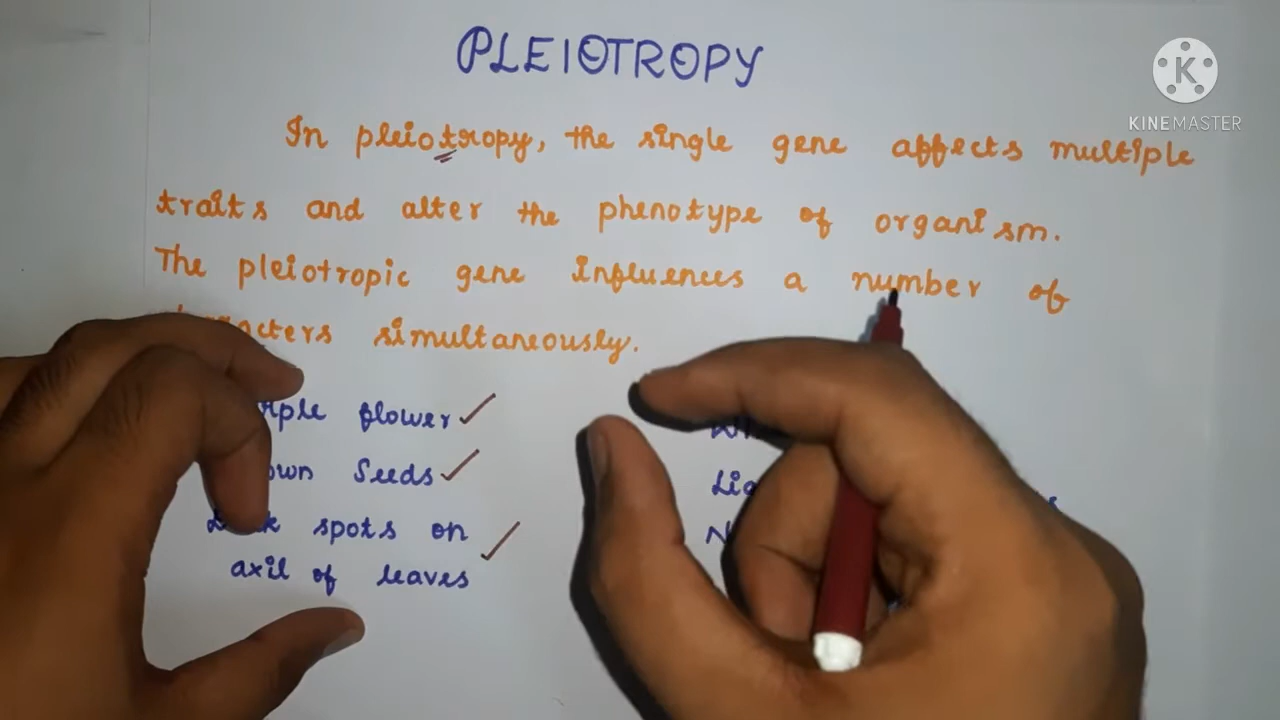 PLEIOTROPY
K
KINEMASTER
In pleiotropy, the single gene affects multiple
traits and alter the phenotype of organism.
The pleiotropic gene influences a number of
simultaneously.
flower ✓
Seeds ✓
spots on ✓
axil of leaves